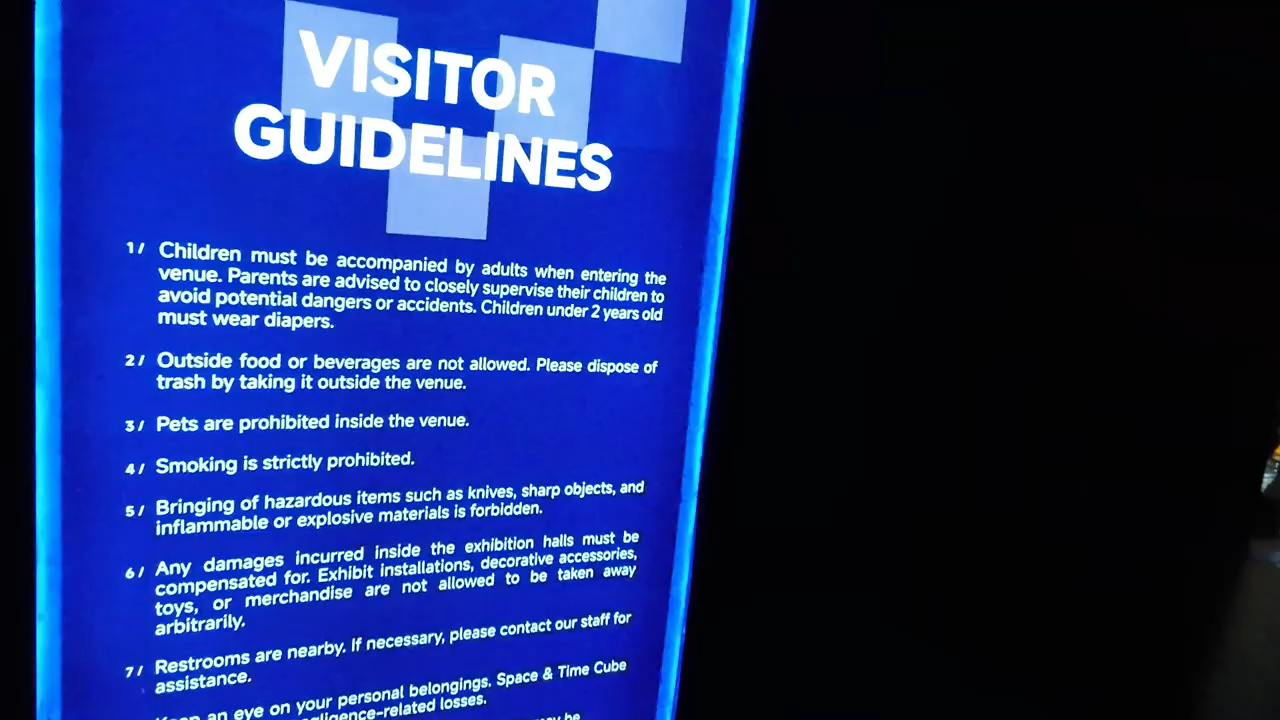 VISITOR
GUIDELINES
1/ Children must be accompanied by adults when entering the
venue. Parents are advised to closely supervise their children to
avoid potential dangers or accidents. Children under 2 years old
must wear diapers.
2/ Outside food or beverages are not allowed. Please dispose of
trash by taking it outside the venue.
3/ Pets are prohibited inside the venue.
4/ Smoking is strictly prohibited.
5/ Bringing of hazardous items such as knives, sharp objects, and
inflammable or explosive materials is forbidden.
6/ Any damages incurred inside the exhibition halls must be
compensated for. Exhibit installations, decorative accessories,
toys, or merchandise are not allowed to be taken away
arbitrarily.
7/ Restrooms are nearby. If necessary, please contact our staff for
assistance.
an eye on your personal belongings. Space & Time Cube
losses.
be